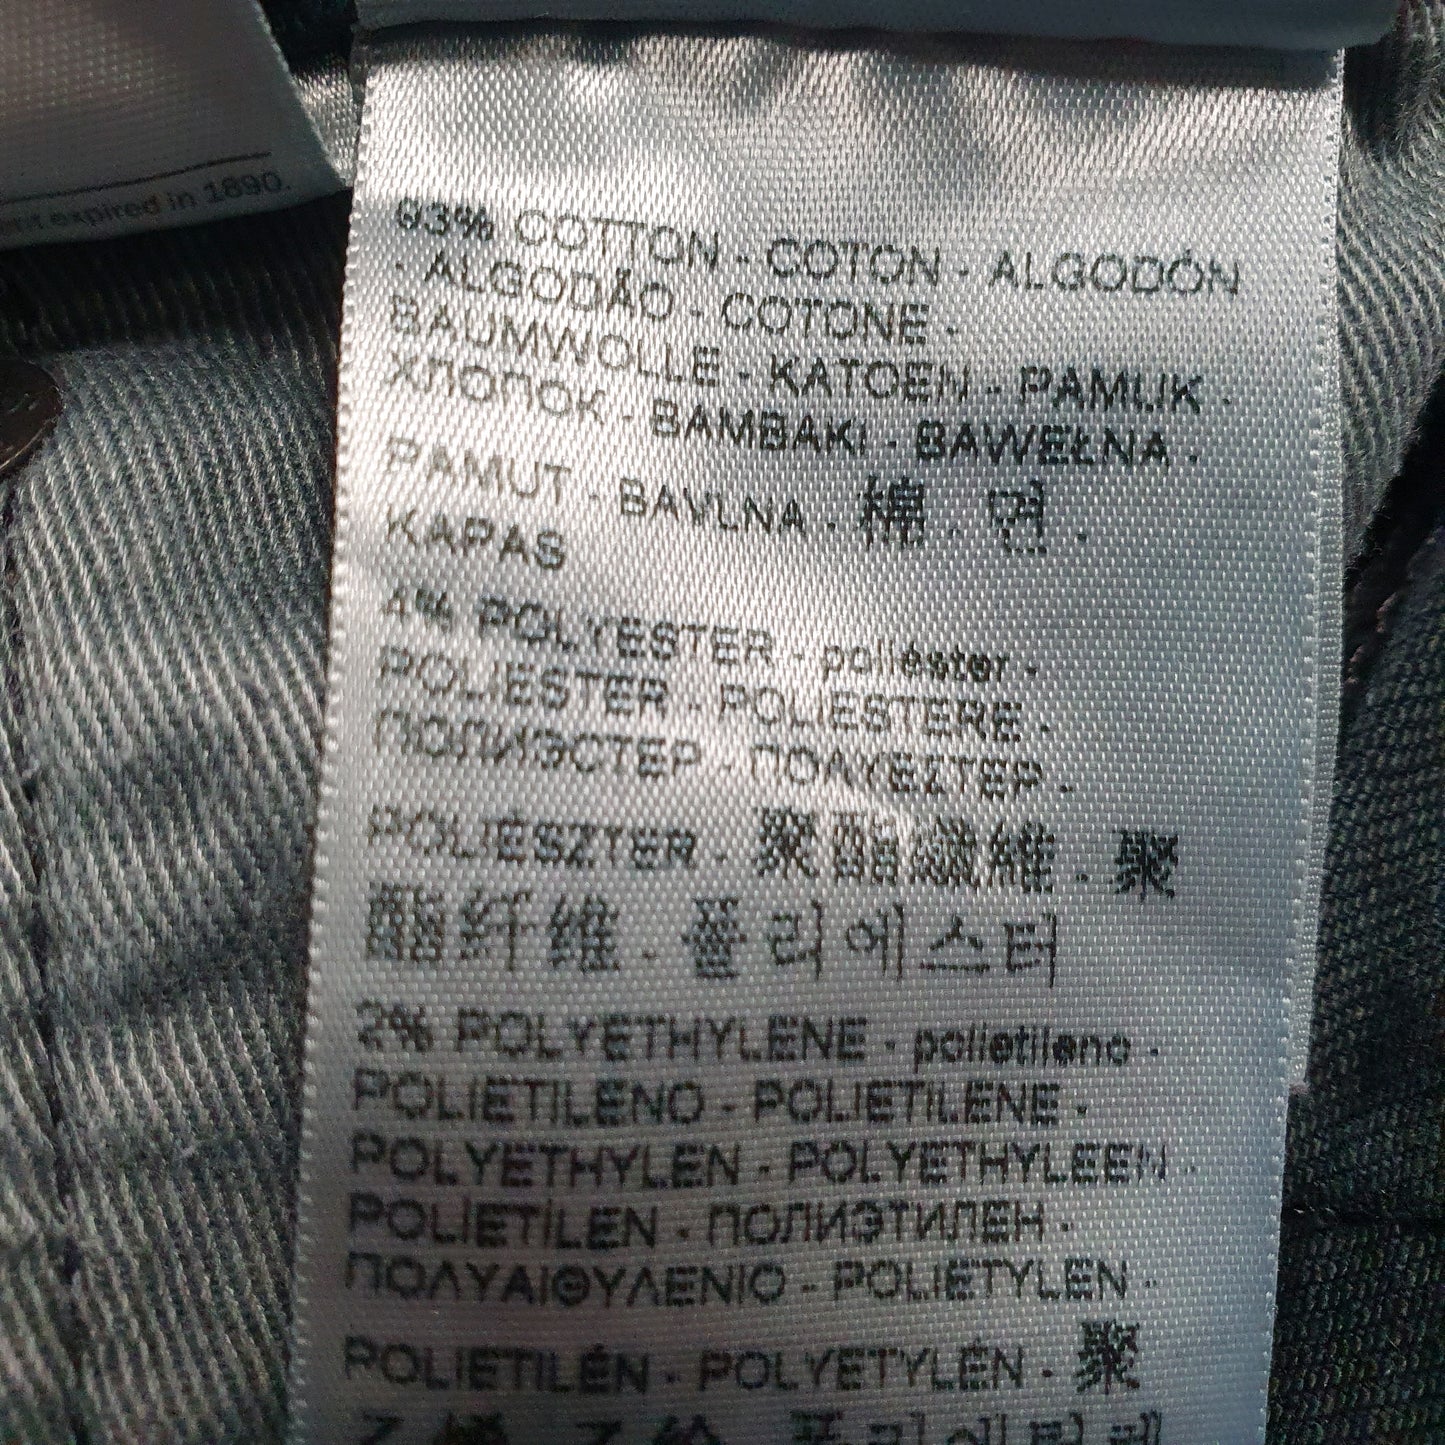 expired in 1890.
93% COTTON - COTON - ALGODÓN
- ALGODÃO - COTONE -
BAUMWOLLE - KATOEN - PAMUK -
ХЛОПОК - BAMBAKI - BAWEŁNA -
PAMUT - BAVLNA - 棉 - 면 -
KAPAS
4% POLYESTER - poliéster -
POLIESTER - POLIESTERE -
ПОЛИЭСТЕР - ΠΟΛΥΕΣΤΕΡ -
POLIÉSZTER - 聚酯纖維 - 聚
酯纤维 - 폴리에스터
2% POLYETHYLENE - polietileno -
POLIETILENO - POLIETILENE -
POLYETHYLEN - POLYETHYLEEN -
POLIETİLEN - ПОЛИЭТИЛЕН -
ΠΟΛΥΑΙΘΥΛΕΝΙΟ - POLIETYLEN -
POLIETILÉN - POLYETYLÉN - 聚